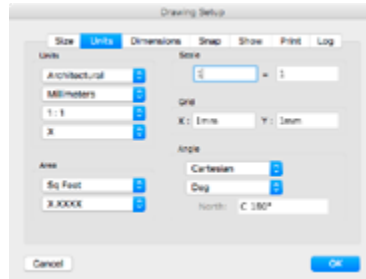 Drawing Setup
Size Units Dimensions Snap Show Print Log
Units
Architectural
Millimeters
1:1
X
Area
Sq Feet
X.XXXX
Scale
1 = 1
Grid
X: 1mm Y: 1mm
Angle
Cartesian
Deg
North: C 180°
Cancel
OK